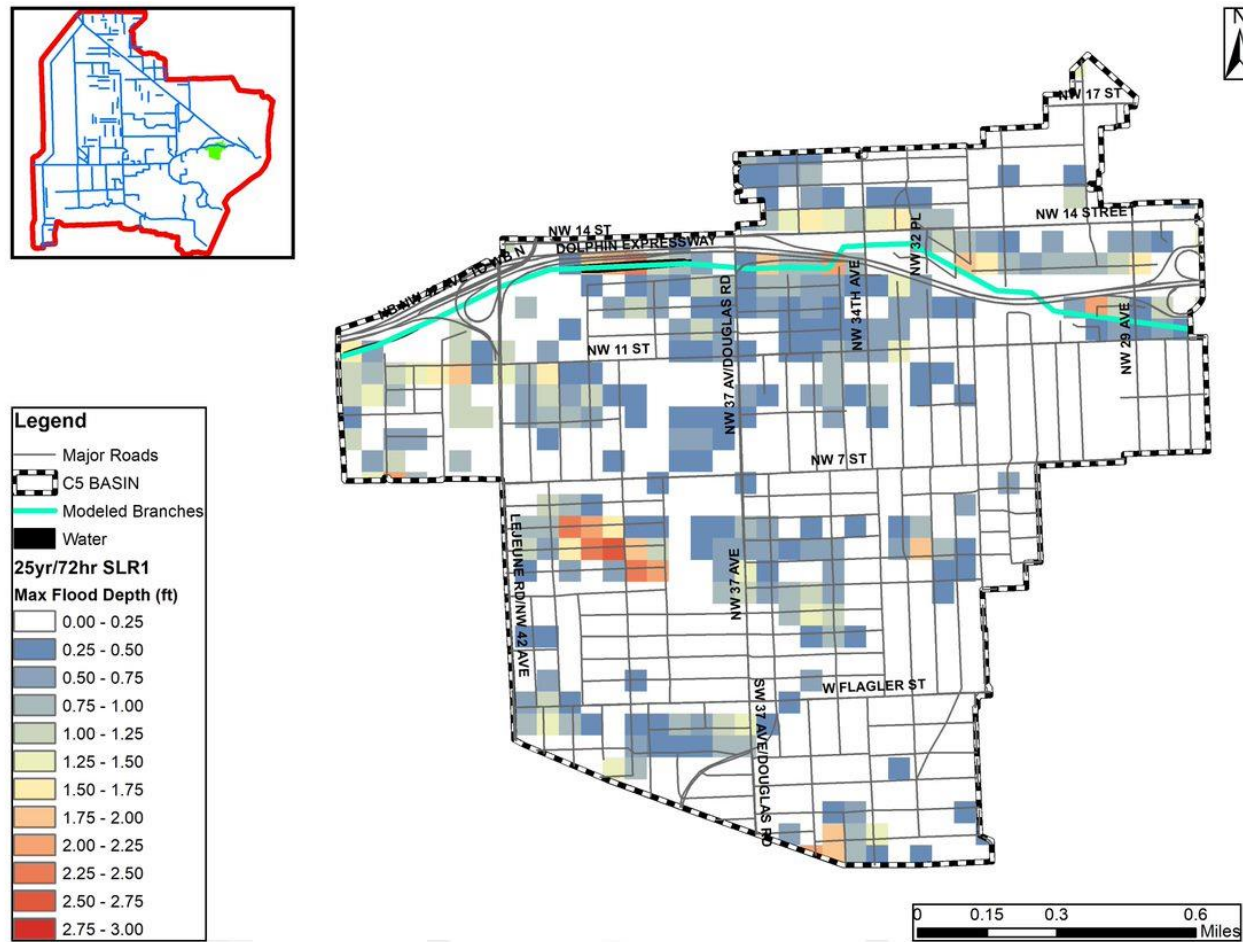 N
NW 17 ST
NW 14 STREET
NW 14 ST
DOLPHIN EXPRESSWAY
NW 32 PL
NW 34TH AVE
NW 37 AV/DOUGLAS RD
NW 29 AVE
NW 11 ST
NW 7 ST
LEJEUNE RD/NW 42 AVE
NW 37 AVE
W FLAGLER ST
SW 37 AVE/DOUGLAS RD
Legend
Major Roads
C5 BASIN
Modeled Branches
Water
25yr/72hr SLR1
Max Flood Depth (ft)
0.00 - 0.25
0.25 - 0.50
0.50 - 0.75
0.75 - 1.00
1.00 - 1.25
1.25 - 1.50
1.50 - 1.75
1.75 - 2.00
2.00 - 2.25
2.25 - 2.50
2.50 - 2.75
2.75 - 3.00
0 0.15 0.3 0.6
Miles